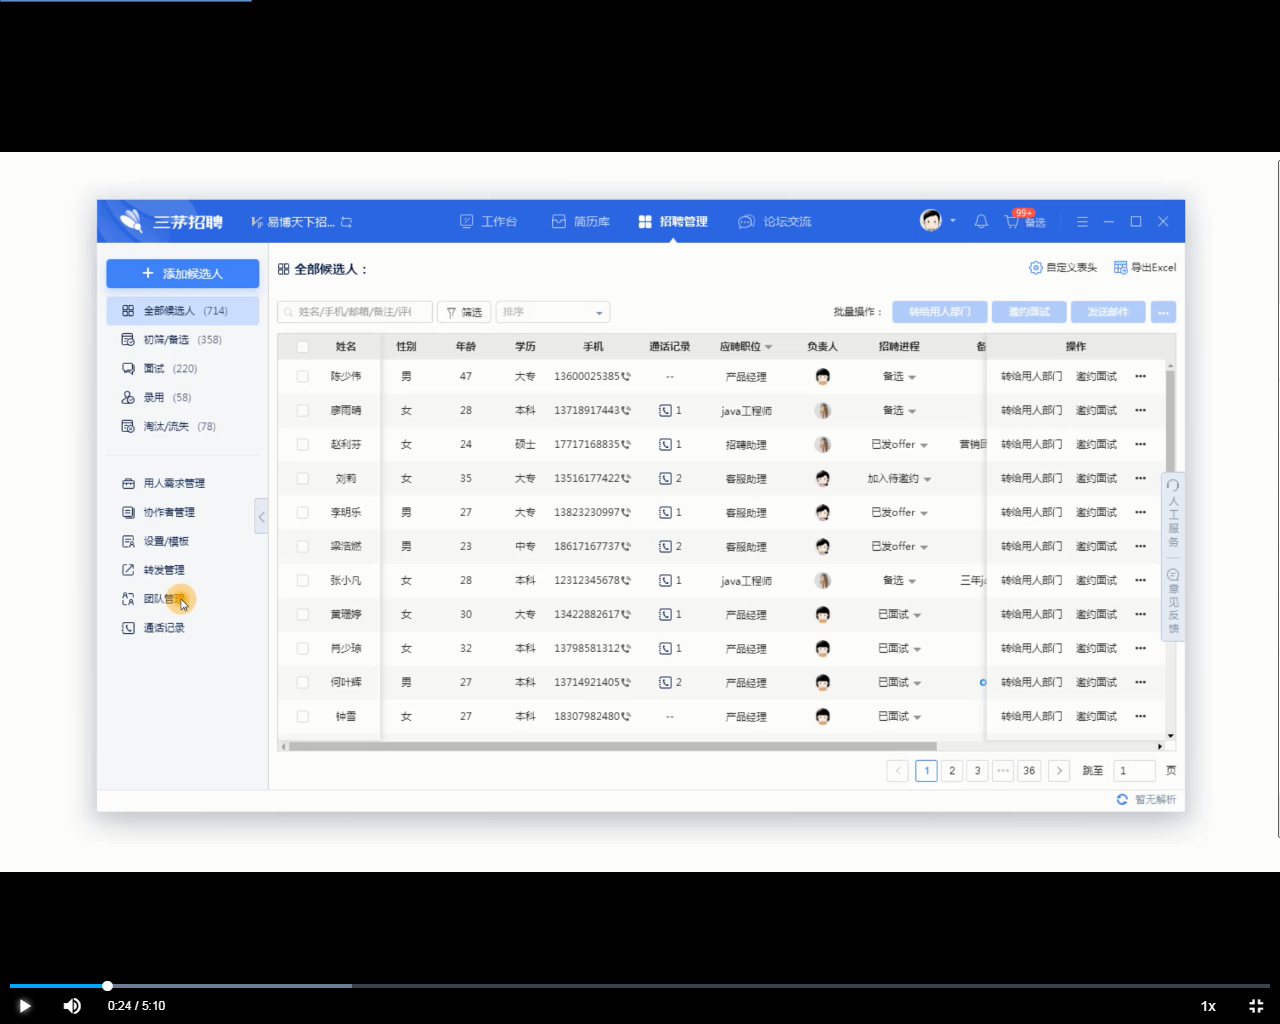 三茅招聘 易博天下招... 工作台 简历库 招聘管理 论坛交流 99+ 备选
+ 添加候选人
全部候选人 (714)
初筛/备选 (358)
面试 (220)
录用 (58)
淘汰/流失 (78)
用人需求管理
协作者管理
设置/模板
转发管理
团队管理
通话记录
全部候选人： 自定义表头 导出Excel
姓名/手机/邮箱/备注/评 筛选 排序 批量操作： 转给用人部门 邀约面试 发送邮件 ...
姓名 性别 年龄 学历 手机 通话记录 应聘职位 负责人 招聘进程 备 操作
陈少伟 男 47 大专 13600025385 -- 产品经理 备选 转给用人部门 邀约面试 •••
廖雨晴 女 28 本科 13718917443 1 java工程师 备选 转给用人部门 邀约面试 •••
赵利芬 女 24 硕士 17717168835 1 招聘助理 已发offer 营销 转给用人部门 邀约面试 •••
刘莉 女 35 大专 13516177422 2 客服助理 加入待邀约 转给用人部门 邀约面试 •••
李明乐 男 27 大专 13823230997 1 客服助理 已发offer 转给用人部门 邀约面试 •••
梁浩燃 男 23 中专 18617167737 2 客服助理 已发offer 转给用人部门 邀约面试 •••
张小凡 女 28 本科 12312345678 1 java工程师 备选 三年j 转给用人部门 邀约面试 •••
黄珊婷 女 30 大专 13422882617 1 产品经理 已面试 转给用人部门 邀约面试 •••
肖少琼 女 32 本科 13798581312 1 产品经理 已面试 转给用人部门 邀约面试 •••
何叶辉 男 27 本科 13714921405 2 产品经理 已面试 转给用人部门 邀约面试 •••
钟雪 女 27 本科 18307982480 -- 产品经理 已面试 转给用人部门 邀约面试 •••
人工服务
意见反馈
1 2 3 ••• 36 跳至 1 页
暂无解析
0:24 / 5:10 1x